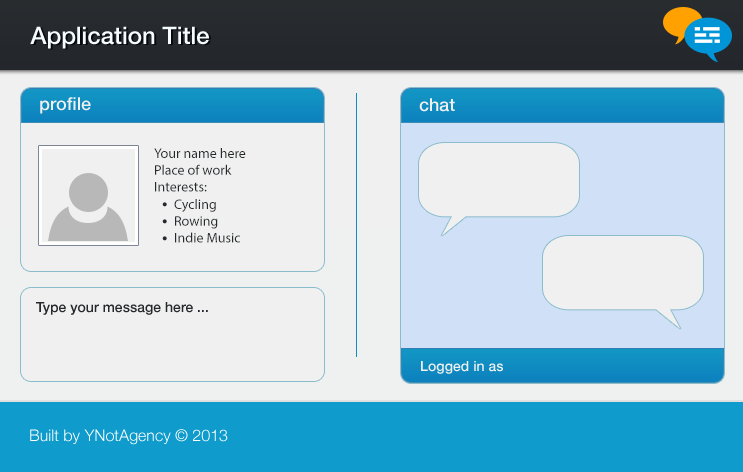 Application Title
profile
Your name here
Place of work
Interests:
• Cycling
• Rowing
• Indie Music
Type your message here ...
chat
Logged in as
Built by YNotAgency © 2013